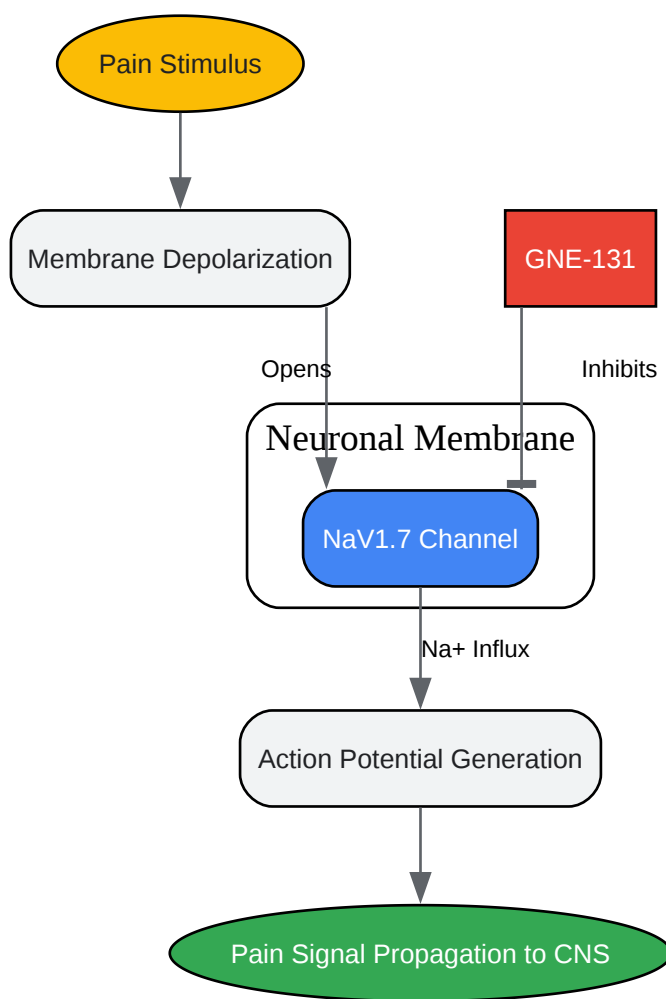 Pain Stimulus
Membrane Depolarization
GNE-131
Opens
Inhibits
Neuronal Membrane
NaV1.7 Channel
Na+ Influx
Action Potential Generation
Pain Signal Propagation to CNS